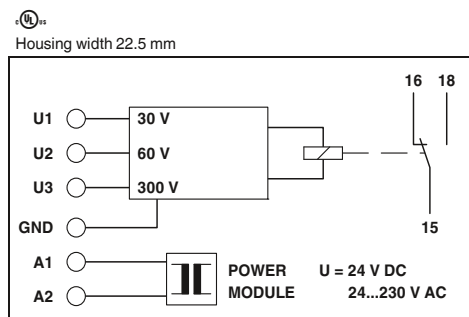 c UL us
Housing width 22.5 mm
16 18
U1 30 V
U2 60 V
U3 300 V
GND
15
A1
A2
POWER U = 24 V DC
MODULE 24...230 V AC